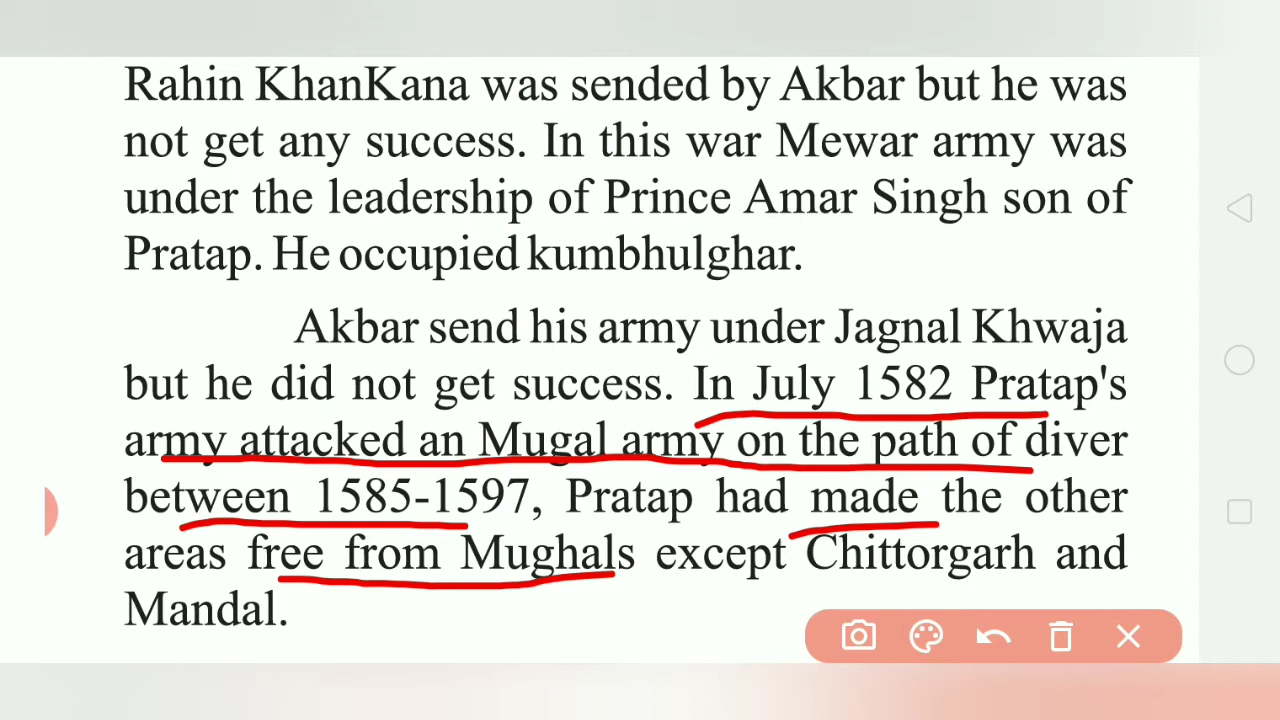 Rahin KhanKana was sended by Akbar but he was
not get any success. In this war Mewar army was
under the leadership of Prince Amar Singh son of
Pratap. He occupied kumbhulghar.
Akbar send his army under Jagnal Khwaja
but he did not get success. In July 1582 Pratap's
army attacked an Mugal army on the path of diver
between 1585-1597, Pratap had made the other
areas free from Mughals except Chittorgarh and
Mandal.